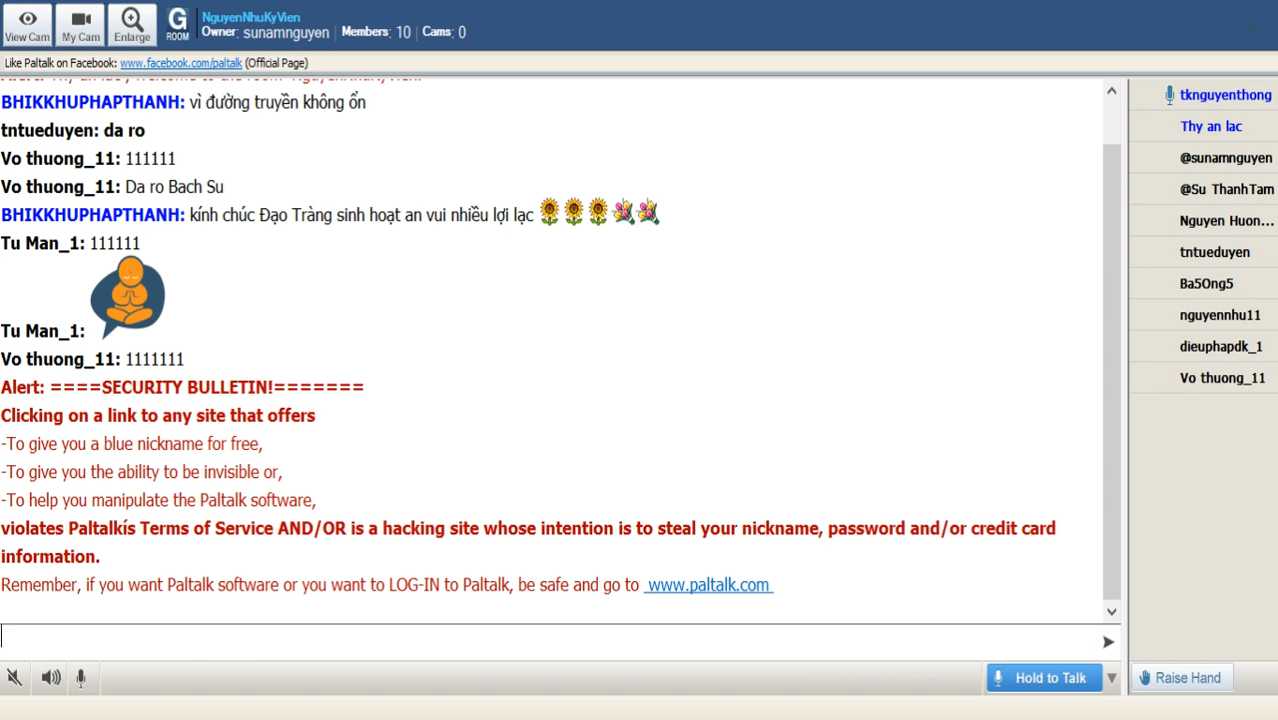 NguyenNhuKyVien
View Cam
My Cam
Enlarge
G
ROOM
Owner: sunamnguyen
Members: 10
Cams: 0
Like Paltalk on Facebook: www.facebook.com/paltalk (Official Page)
BHIKKHUPHAPTHANH: vì đường truyền không ổn
tntueduyen: da ro
Vo thuong_11: 111111
Vo thuong_11: Da ro Bach Su
BHIKKHUPHAPTHANH: kính chúc Đạo Tràng sinh hoạt an vui nhiều lợi lạc
Tu Man_1: 111111
Tu Man_1:
Vo thuong_11: 1111111
Alert: ====SECURITY BULLETIN!=======
Clicking on a link to any site that offers
-To give you a blue nickname for free,
-To give you the ability to be invisible or,
-To help you manipulate the Paltalk software,
violates Paltalkís Terms of Service AND/OR is a hacking site whose intention is to steal your nickname, password and/or credit card
information.
Remember, if you want Paltalk software or you want to LOG-IN to Paltalk, be safe and go to www.paltalk.com
tknguyenthong
Thy an lac
@sunamnguyen
@Su ThanhTam
Nguyen Huon...
tntueduyen
Ba5Ong5
nguyennhu11
dieuphapdk_1
Vo thuong_11
Hold to Talk
Raise Hand